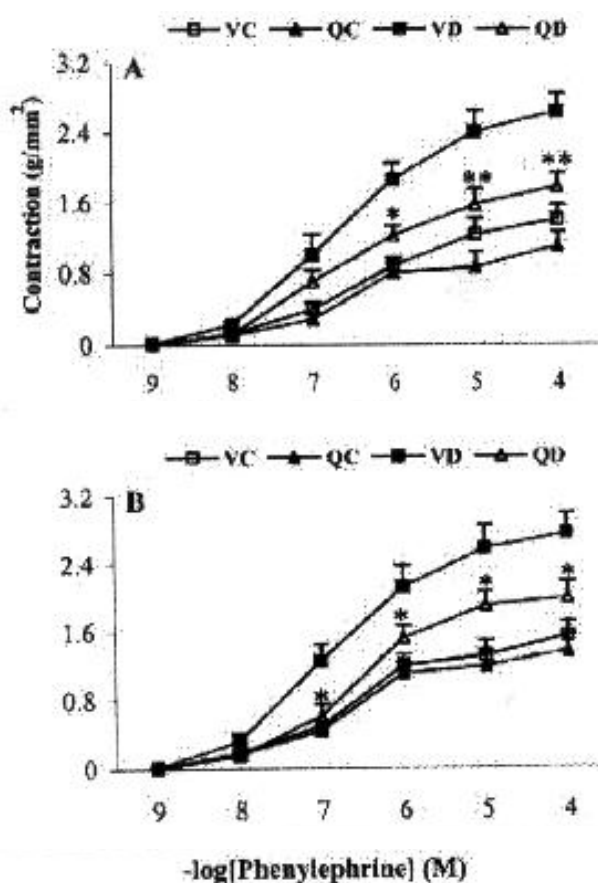 VC QC VD QD
A
3.2
2.4
1.6
0.8
0
Contraction (g/mm²)
* ** **
9 8 7 6 5 4
VC QC VD QD
B
3.2
2.4
1.6
0.8
0
* * * *
9 8 7 6 5 4
-log[Phenylephrine] (M)